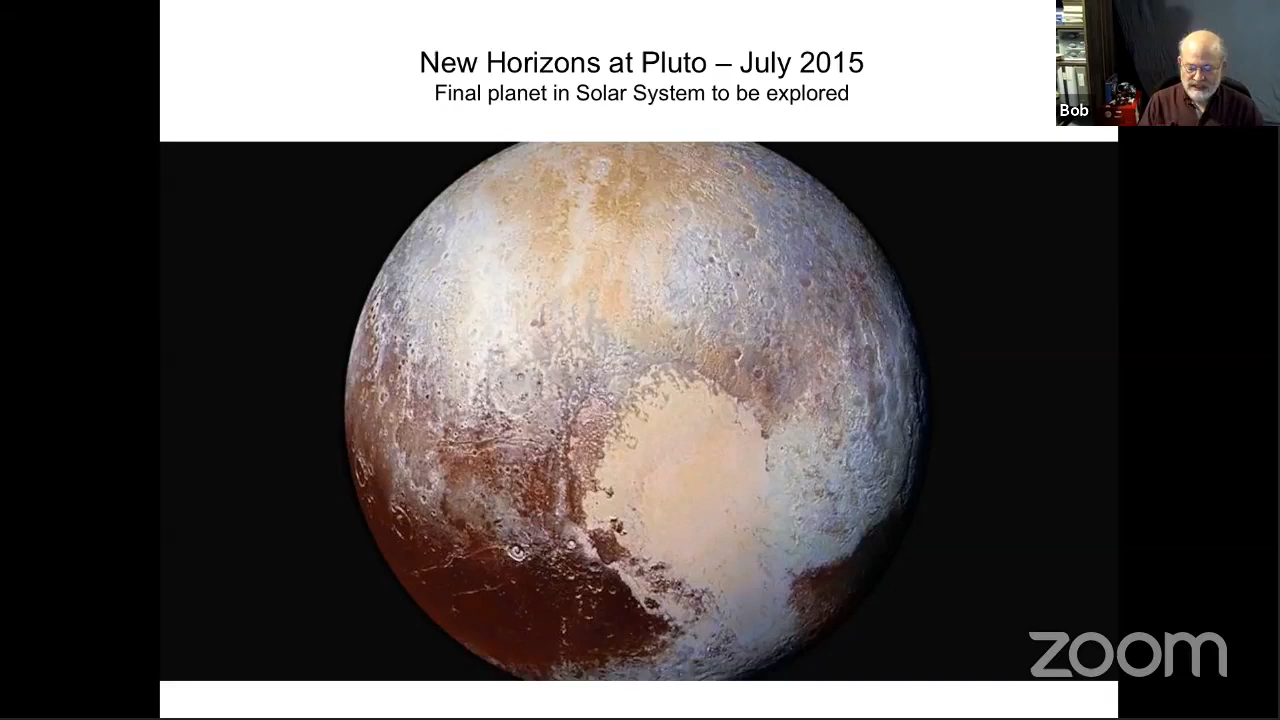 New Horizons at Pluto – July 2015
Final planet in Solar System to be explored
Bob
zoom